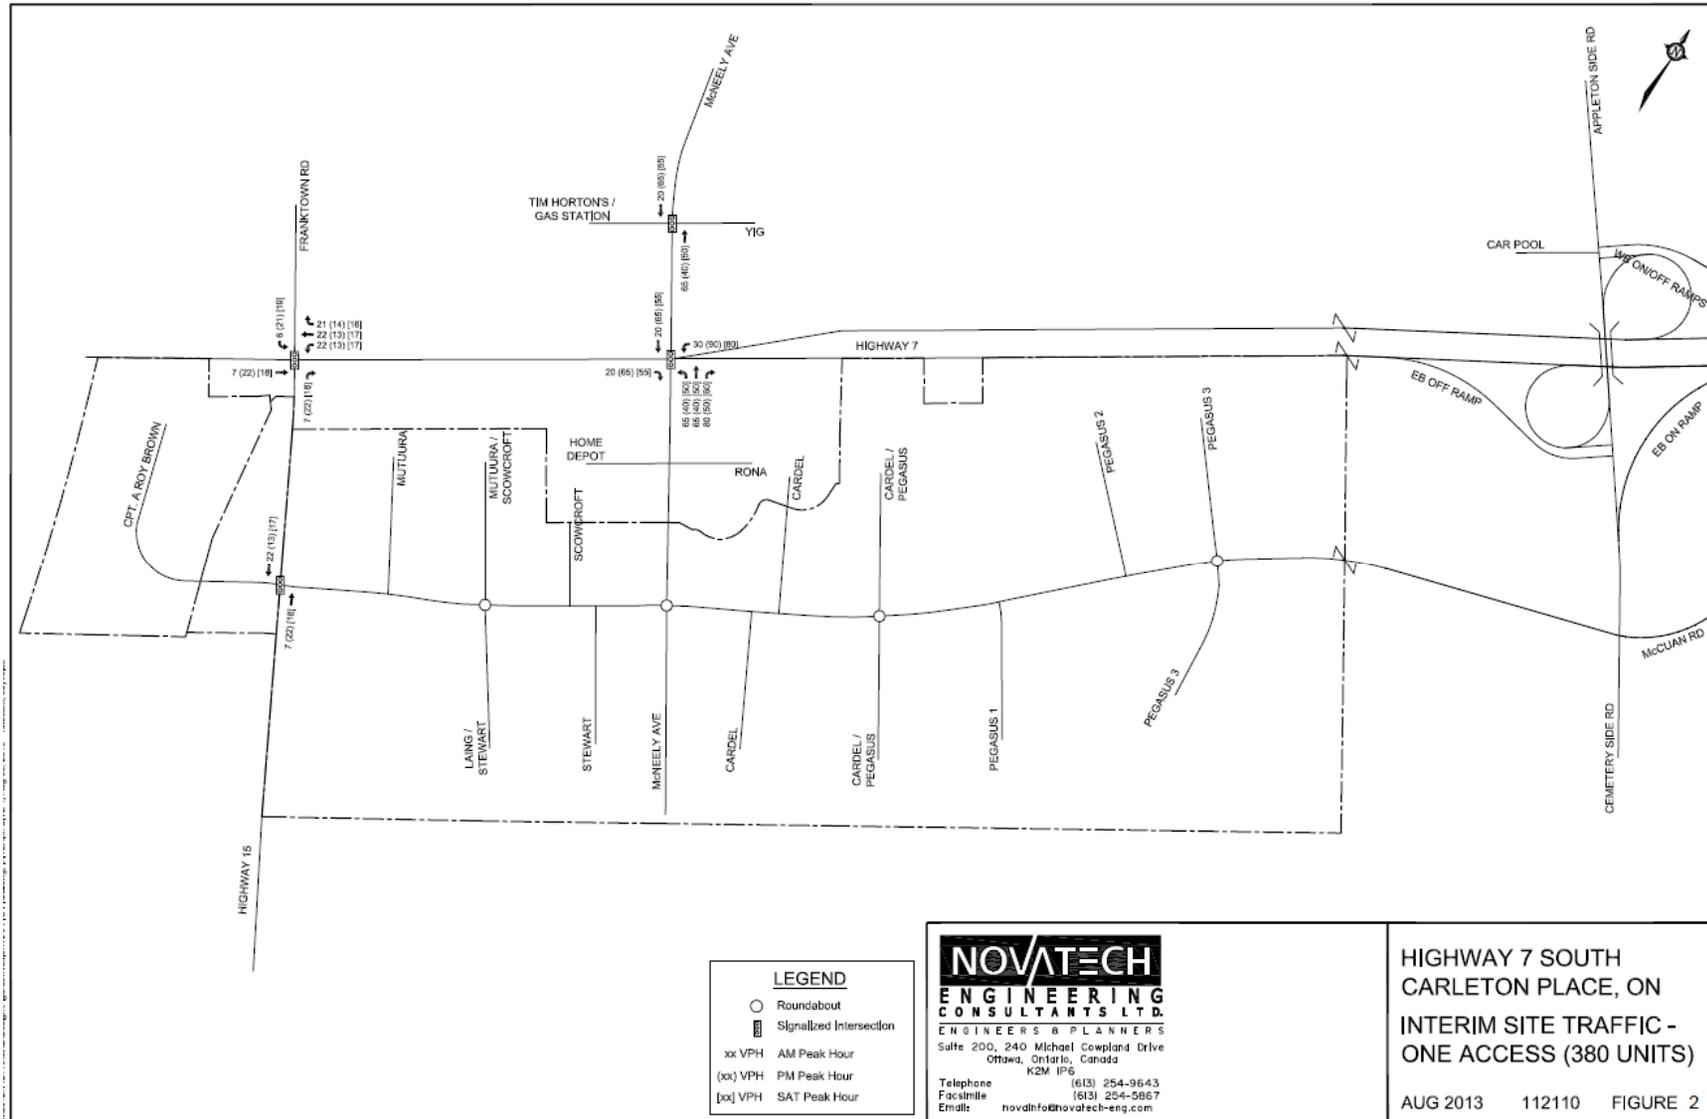 McNEELY AVE
APPLETON SIDE RD
N
FRANKTOWN RD
20 (65) [55]
TIM HORTON'S /
GAS STATION
YIG
65 (40) [50]
CAR POOL
WB ON/OFF RAMPS
6 (21) [19]
21 (14) [16]
22 (13) [17]
22 (13) [17]
20 (65) [55]
30 (90) [80]
HIGHWAY 7
7 (22) [18]
7 (22) [18]
20 (65) [55]
65 (40) [50]
65 (40) [50]
80 (50) [60]
EB OFF RAMP
EB ON RAMP
CPT. A ROY BROWN
MUTUURA
MUTUURA /
SCOWCROFT
HOME
DEPOT
RONA
SCOWCROFT
CARDEL
CARDEL /
PEGASUS
PEGASUS 2
PEGASUS 3
22 (13) [17]
7 (22) [18]
McCUAN RD
LAING /
STEWART
STEWART
McNEELY AVE
CARDEL
CARDEL /
PEGASUS
PEGASUS 1
PEGASUS 3
CEMETERY SIDE RD
HIGHWAY 15
LEGEND
Roundabout
Signalized Intersection
xx VPH AM Peak Hour
(xx) VPH PM Peak Hour
[xx] VPH SAT Peak Hour
NOVATECH
ENGINEERING
CONSULTANTS LTD.
ENGINEERS & PLANNERS
Suite 200, 240 Michael Cowpland Drive
Ottawa, Ontario, Canada
K2M 1P6
Telephone (613) 254-9643
Facsimile (613) 254-5867
Email: novainfo@novatech-eng.com
HIGHWAY 7 SOUTH
CARLETON PLACE, ON
INTERIM SITE TRAFFIC -
ONE ACCESS (380 UNITS)
AUG 2013 112110 FIGURE 2